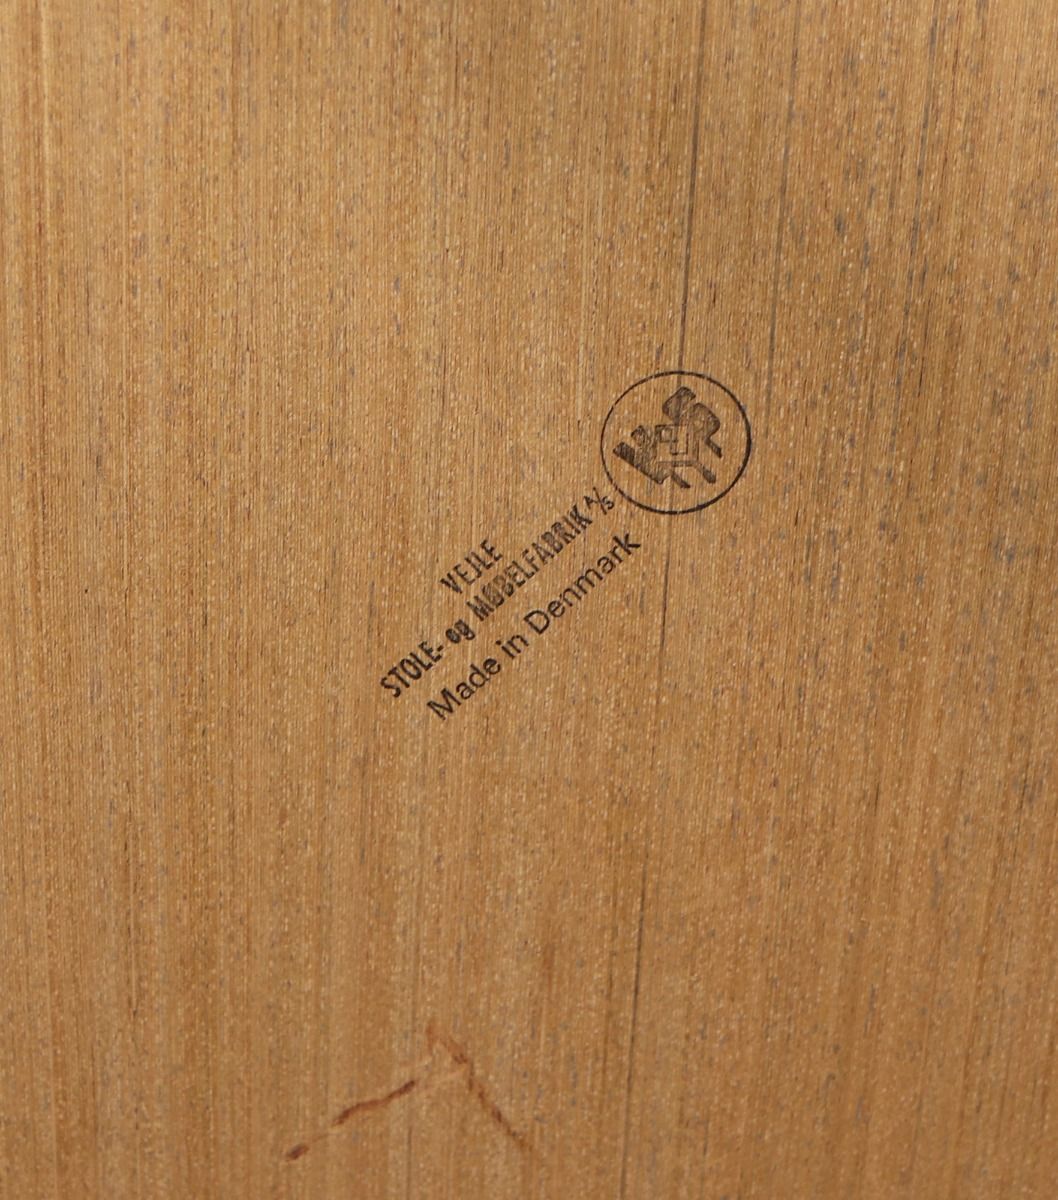 VEJLE
STOLE- og MØBELFABRIK A/S
Made in Denmark